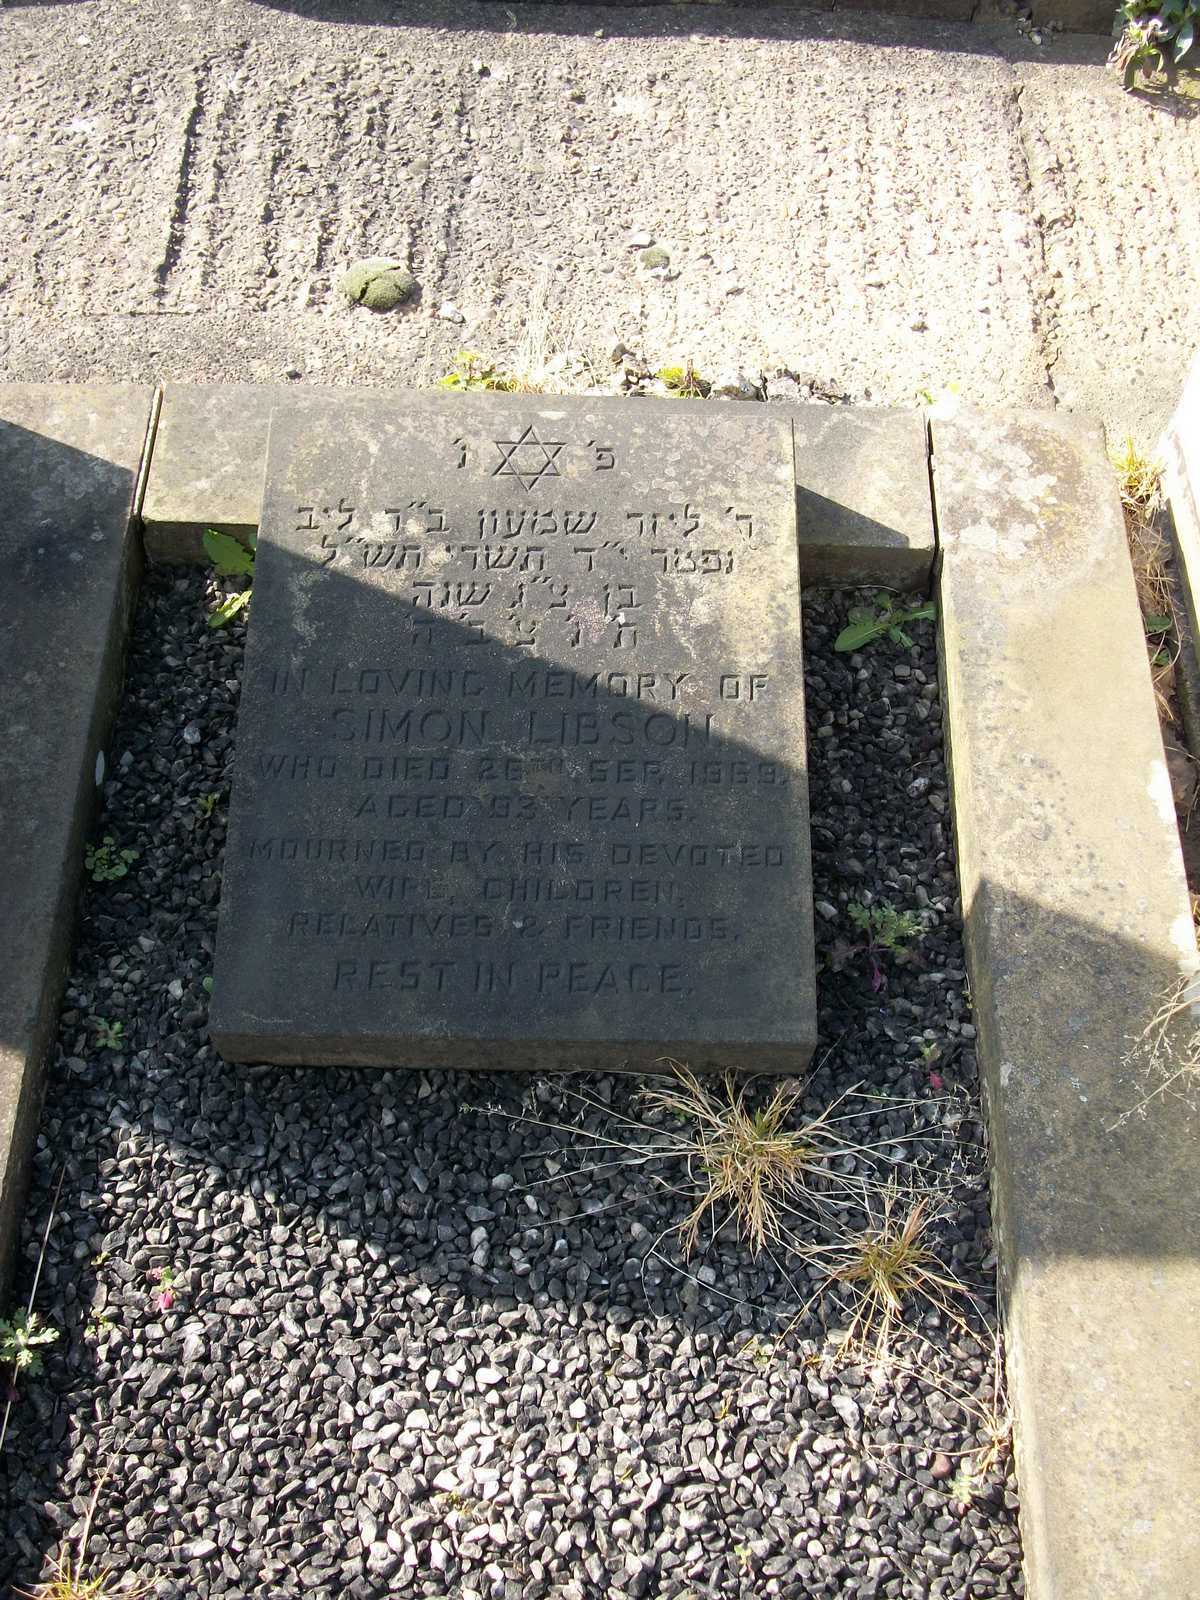 פ' נ'
ר' ליזר שמעון ב"ר ליב
נפטר י"ד תשרי תש"ל
בן צ"ג שנה
ת' נ' צ' ב' ה'
IN LOVING MEMORY OF
SIMON LIBSON,
WHO DIED 26TH SEP. 1969,
AGED 93 YEARS.
MOURNED BY HIS DEVOTED
WIFE, CHILDREN,
RELATIVES & FRIENDS.
REST IN PEACE.